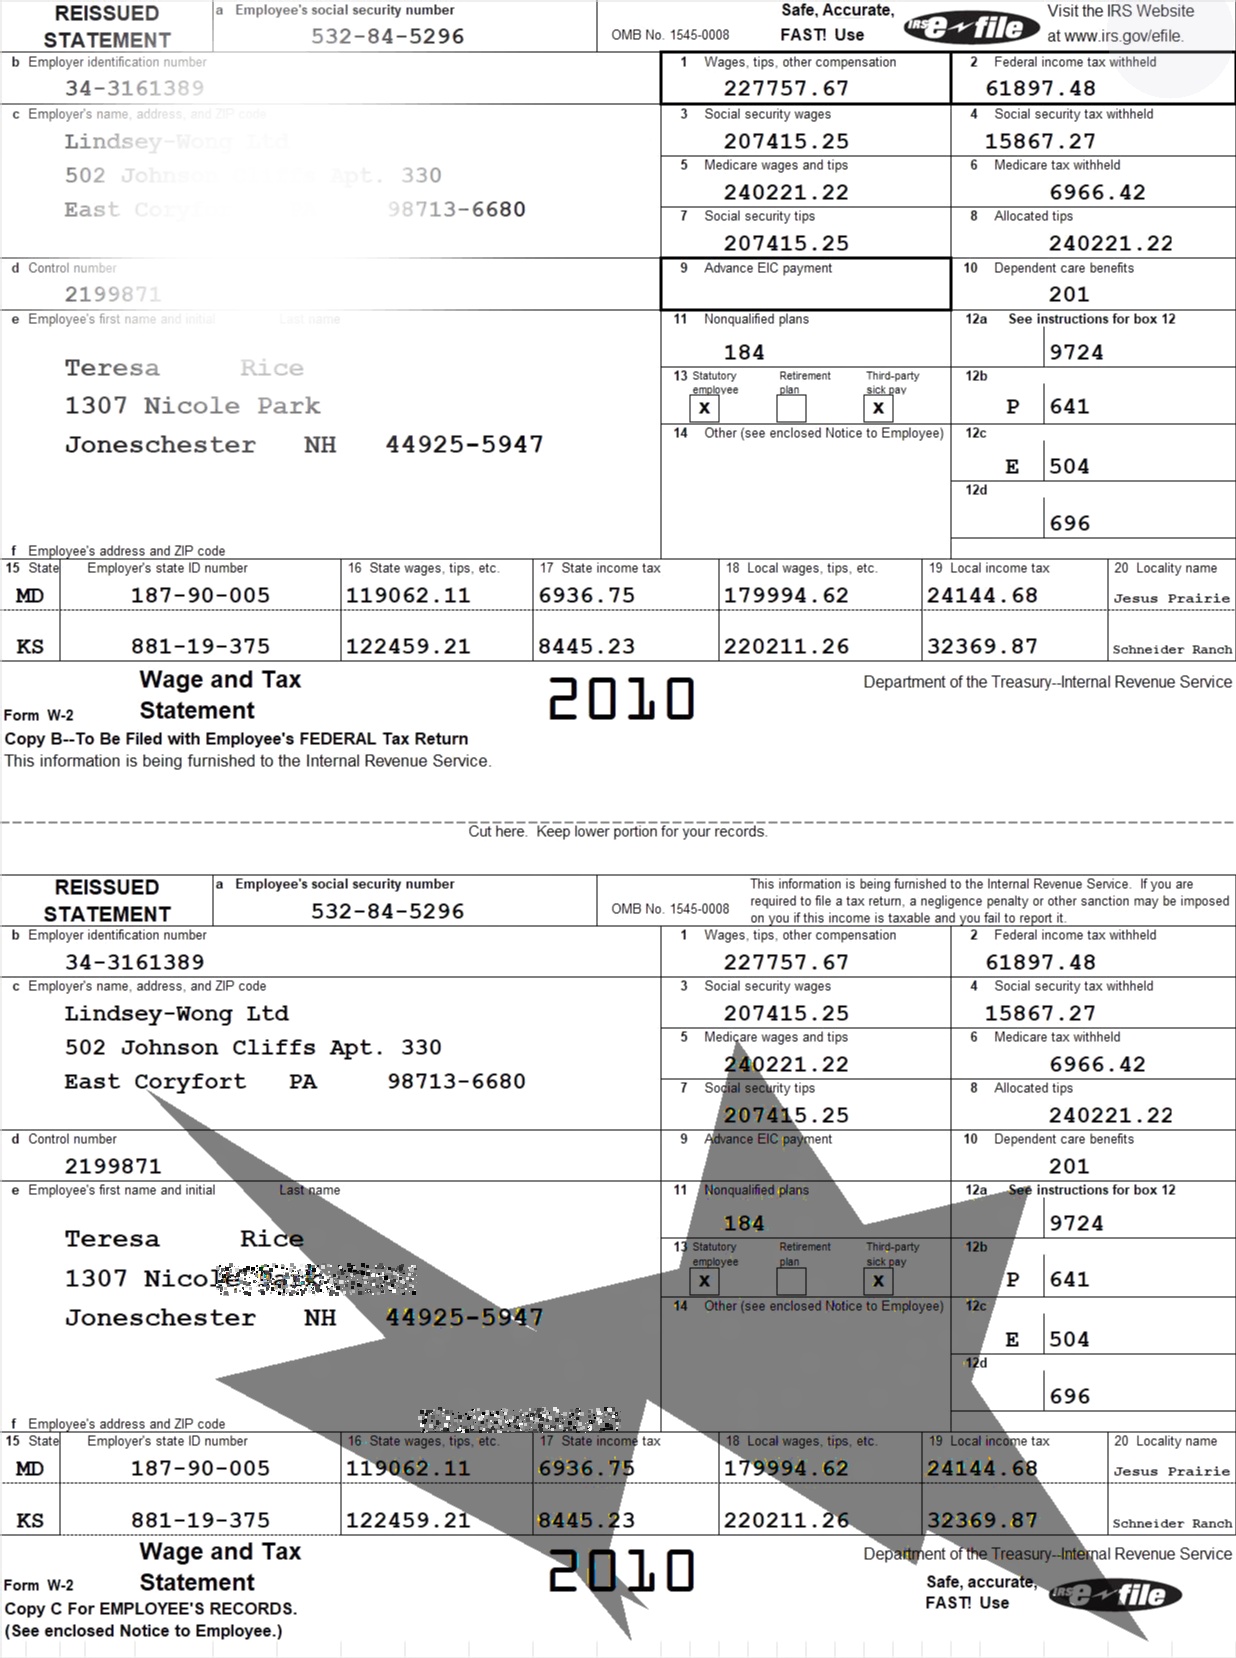 REISSUED STATEMENT
a Employee's social security number
532-84-5296
OMB No. 1545-0008
Safe, Accurate, FAST! Use
IRS e-file
Visit the IRS Website at www.irs.gov/efile.
b Employer identification number
34-3161389
1 Wages, tips, other compensation
227757.67
2 Federal income tax withheld
61897.48
c Employer's name, address, and ZIP code
Lindsey-Wong Ltd
502 Johnson Cliffs Apt. 330
East Coryfort 98713-6680
3 Social security wages
207415.25
4 Social security tax withheld
15867.27
5 Medicare wages and tips
240221.22
6 Medicare tax withheld
6966.42
7 Social security tips
207415.25
8 Allocated tips
240221.22
d Control number
2199871
9 Advance EIC payment
10 Dependent care benefits
201
e Employee's first name and initial Last name
Teresa Rice
1307 Nicole Park
Joneschester NH 44925-5947
11 Nonqualified plans
184
12a See instructions for box 12
9724
13 Statutory employee X
Retirement plan
Third-party sick pay X
12b
P 641
14 Other (see enclosed Notice to Employee)
12c
E 504
12d
696
f Employee's address and ZIP code
15 State Employer's state ID number 16 State wages, tips, etc. 17 State income tax 18 Local wages, tips, etc. 19 Local income tax 20 Locality name
MD 187-90-005 119062.11 6936.75 179994.62 24144.68 Jesus Prairie
KS 881-19-375 122459.21 8445.23 220211.26 32369.87 Schneider Ranch
Form W-2 Wage and Tax Statement
2010
Department of the Treasury--Internal Revenue Service
Copy B--To Be Filed with Employee's FEDERAL Tax Return
This information is being furnished to the Internal Revenue Service.
Cut here. Keep lower portion for your records.
REISSUED STATEMENT
a Employee's social security number
532-84-5296
OMB No. 1545-0008
This information is being furnished to the Internal Revenue Service. If you are
required to file a tax return, a negligence penalty or other sanction may be imposed
on you if this income is taxable and you fail to report it.
b Employer identification number
34-3161389
1 Wages, tips, other compensation
227757.67
2 Federal income tax withheld
61897.48
c Employer's name, address, and ZIP code
Lindsey-Wong Ltd
502 Johnson Cliffs Apt. 330
East Coryfort PA 98713-6680
3 Social security wages
207415.25
4 Social security tax withheld
15867.27
5 Medicare wages and tips
240221.22
6 Medicare tax withheld
6966.42
7 Social security tips
207415.25
8 Allocated tips
240221.22
d Control number
2199871
9 Advance EIC payment
10 Dependent care benefits
201
e Employee's first name and initial Last name
Teresa Rice
1307 Nicole Park
Joneschester NH 44925-5947
11 Nonqualified plans
184
12a See instructions for box 12
9724
13 Statutory employee X
Retirement plan
Third-party sick pay X
12b
P 641
14 Other (see enclosed Notice to Employee)
12c
E 504
12d
696
f Employee's address and ZIP code
15 State Employer's state ID number 16 State wages, tips, etc. 17 State income tax 18 Local wages, tips, etc. 19 Local income tax 20 Locality name
MD 187-90-005 119062.11 6936.75 179994.62 24144.68 Jesus Prairie
KS 881-19-375 122459.21 8445.23 220211.26 32369.87 Schneider Ranch
Form W-2 Wage and Tax Statement
2010
Department of the Treasury--Internal Revenue Service
Safe, accurate, FAST! Use
IRS e-file
Copy C For EMPLOYEE'S RECORDS.
(See enclosed Notice to Employee.)